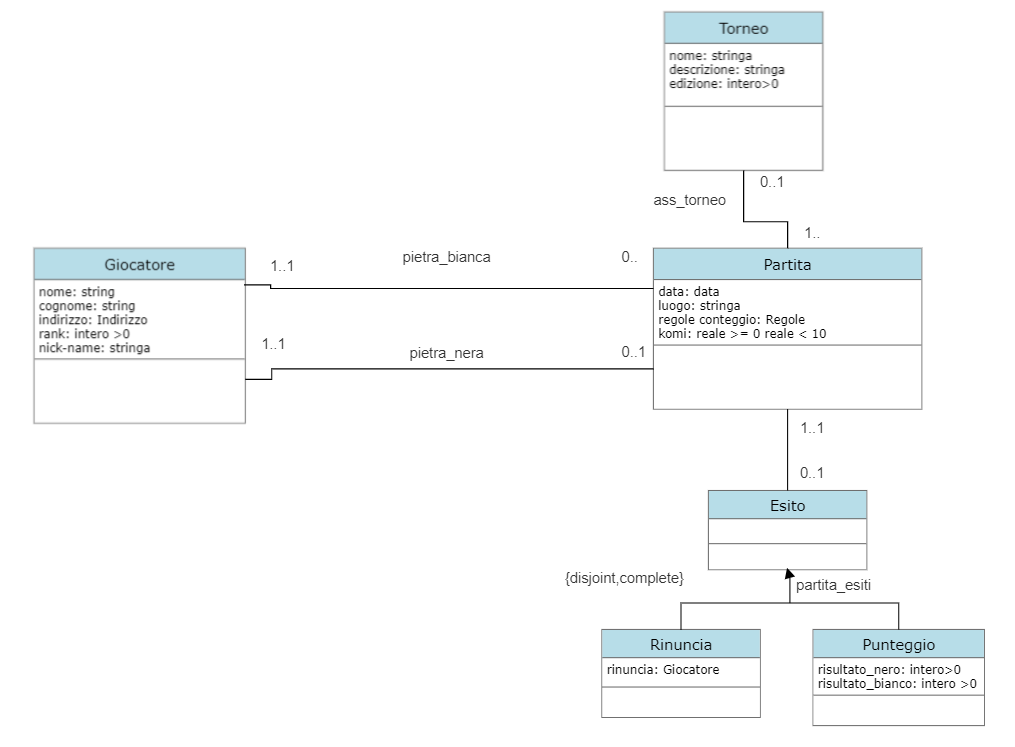 Torneo
nome: stringa
descrizione: stringa
edizione: intero>0
0..1
ass_torneo
1..
Giocatore
nome: string
cognome: string
indirizzo: Indirizzo
rank: intero >0
nick-name: stringa
1..1
pietra_bianca
0..
Partita
data: data
luogo: stringa
regole conteggio: Regole
komi: reale >= 0 reale < 10
1..1
pietra_nera
0..1
1..1
0..1
Esito
{disjoint,complete}
partita_esiti
Rinuncia
rinuncia: Giocatore
Punteggio
risultato_nero: intero>0
risultato_bianco: intero >0